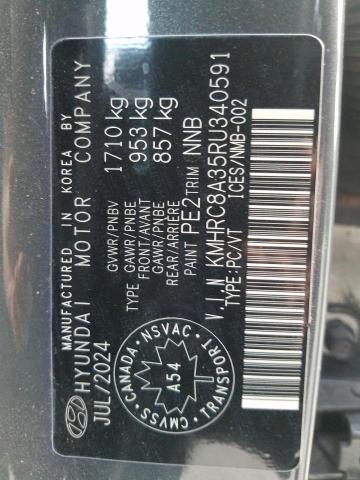 MANUFACTURED IN KOREA BY
HYUNDAI MOTOR COMPANY
JUL/2024
GVWR/PNBV 1710 kg
TYPE: GAWR/PNBE FRONT/AVANT 953 kg
GAWR/PNBE REAR/ARRIÈRE 857 kg
PAINT PE2 TRIM NNB
V.I.N. KMHRC8A35RU340591
TYPE:PC/VT ICES/NMB-002
CANADA NSVAC TRANSPORT CMVSS
A54